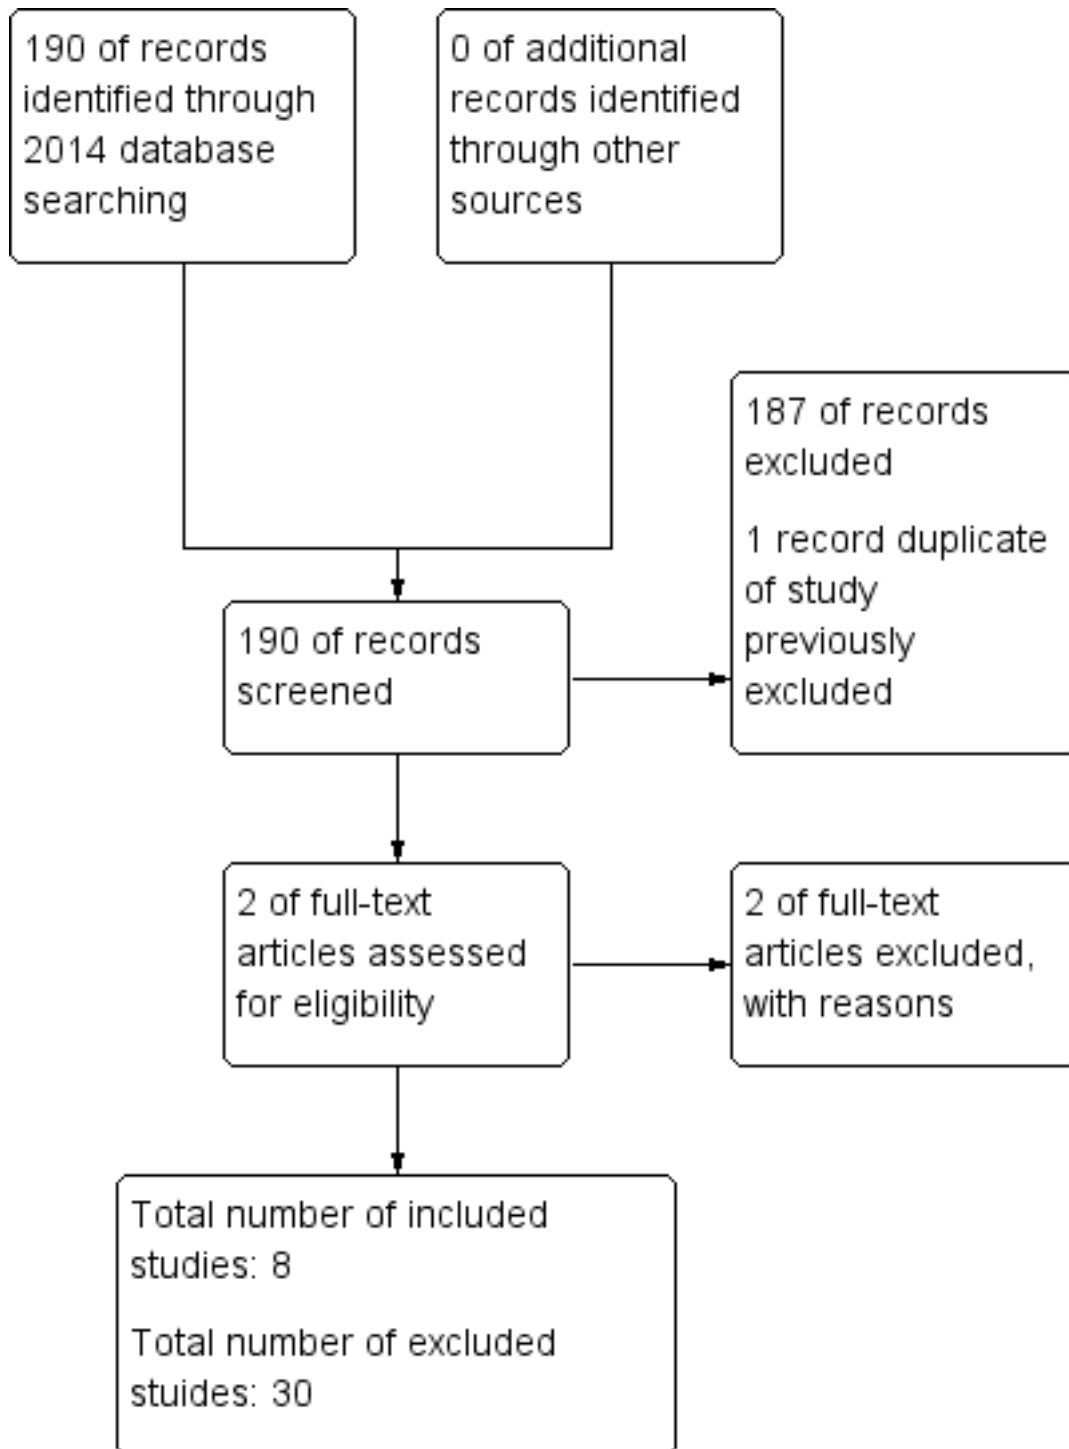 190 of records
identified through
2014 database
searching
0 of additional
records identified
through other
sources
187 of records
excluded
1 record duplicate
of study
previously
excluded
190 of records
screened
2 of full-text
articles assessed
for eligibility
2 of full-text
articles excluded,
with reasons
Total number of included
studies: 8
Total number of excluded
stuides: 30